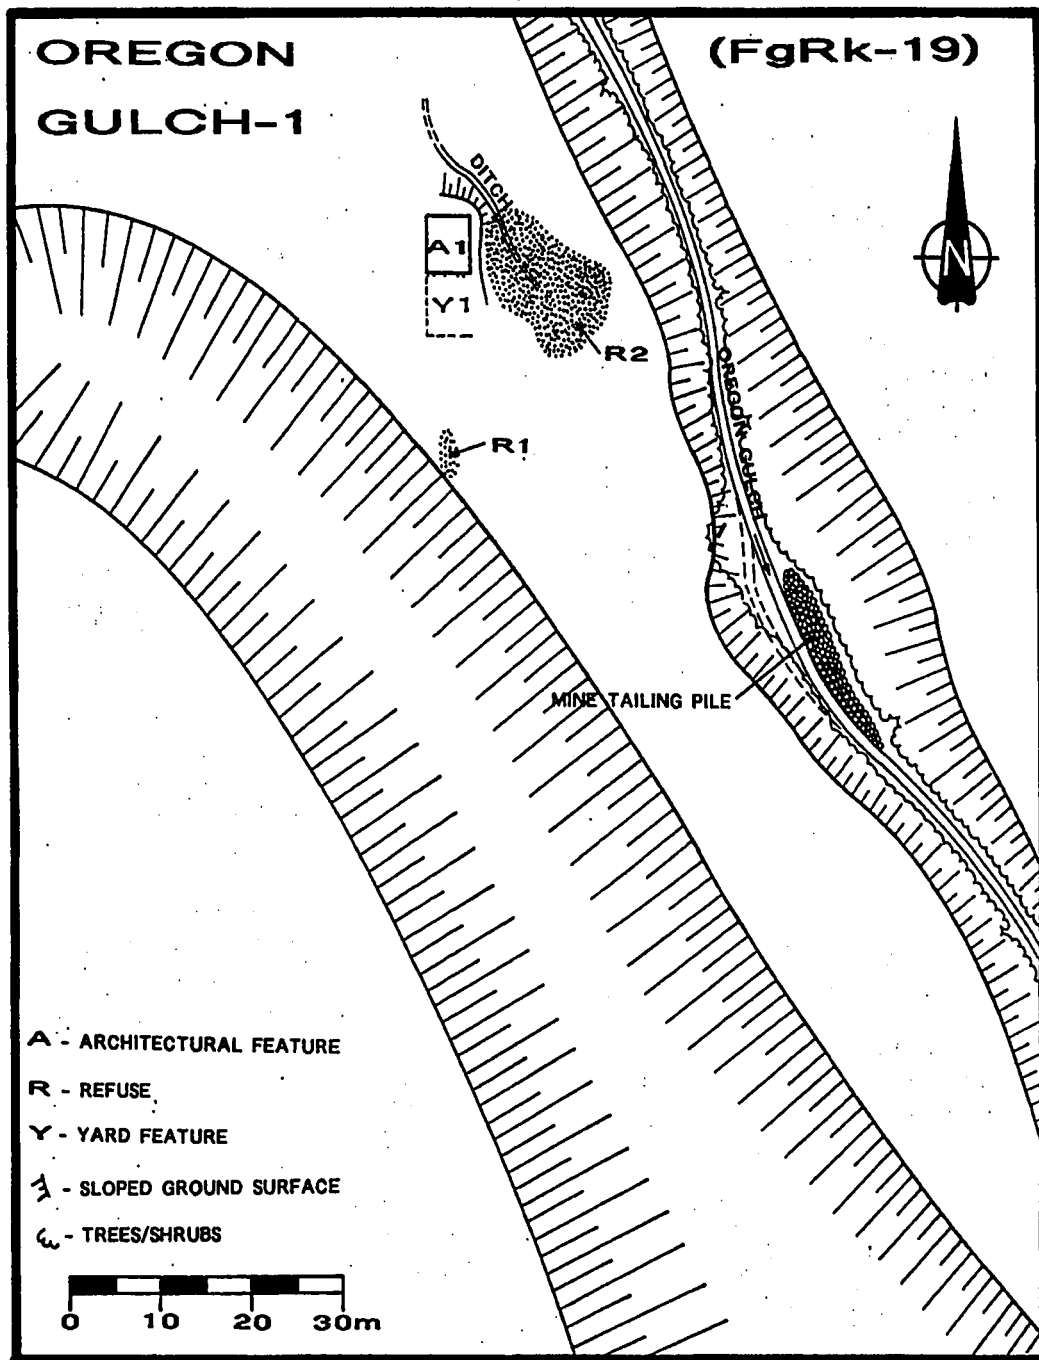 OREGON
GULCH-1
(FgRk-19)
DITCH
A1
Y1
N
R2
R1
OREGON GULCH
MINE TAILING PILE
A - ARCHITECTURAL FEATURE
R - REFUSE
Y - YARD FEATURE
- SLOPED GROUND SURFACE
- TREES/SHRUBS
0 10 20 30m